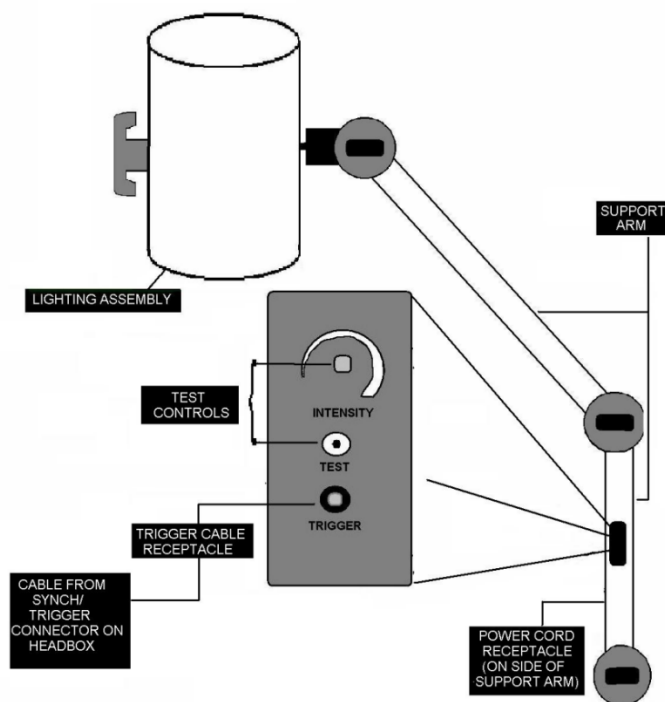 SUPPORT
ARM
LIGHTING ASSEMBLY
TEST
CONTROLS
INTENSITY
TEST
TRIGGER
TRIGGER CABLE
RECEPTACLE
CABLE FROM
SYNCH/
TRIGGER
CONNECTOR ON
HEADBOX
POWER CORD
RECEPTACLE
(ON SIDE OF
SUPPORT ARM)